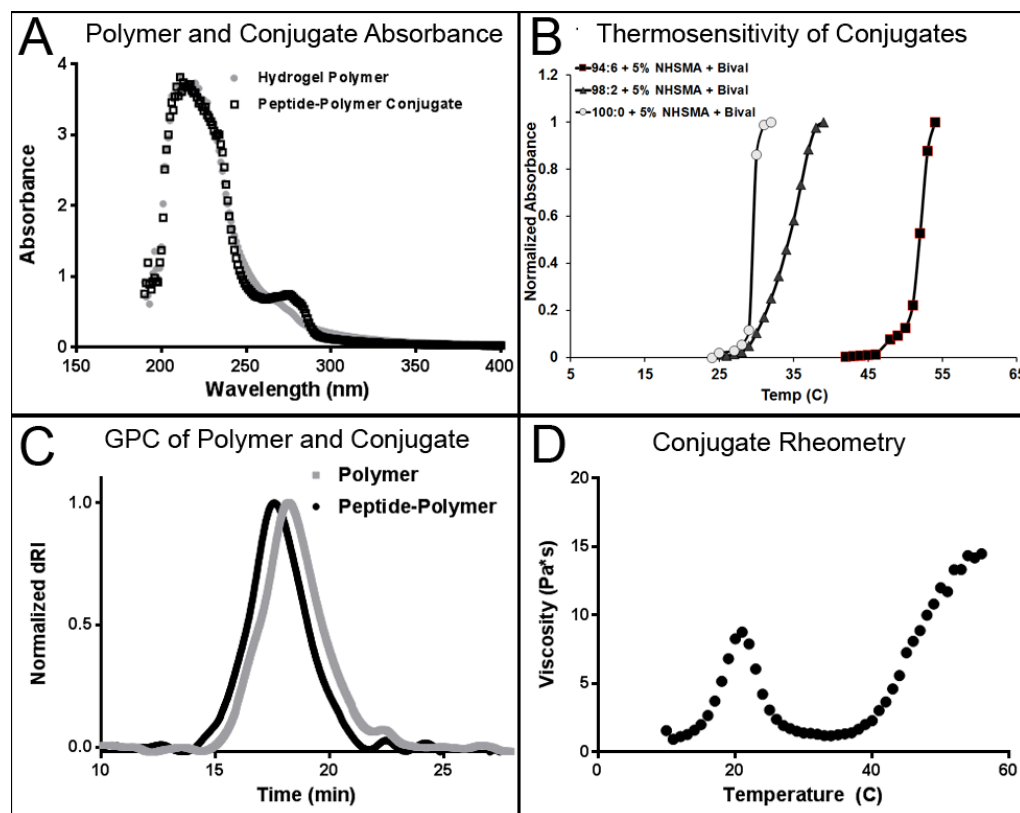 A Polymer and Conjugate Absorbance
Hydrogel Polymer
Peptide-Polymer Conjugate
Absorbance
4
3
2
1
0
150 200 250 300 350 400
Wavelength (nm)
B Thermosensitivity of Conjugates
94:6 + 5% NHSMA + Bival
98:2 + 5% NHSMA + Bival
100:0 + 5% NHSMA + Bival
Normalized Absorbance
1.2
1
0.8
0.6
0.4
0.2
0
5 15 25 35 45 55 65
Temp (C)
C GPC of Polymer and Conjugate
Polymer
Peptide-Polymer
Normalized dRI
1.0
0.5
0.0
10 15 20 25
Time (min)
D Conjugate Rheometry
Viscosity (Pa*s)
20
15
10
5
0
0 20 40 60
Temperature (C)